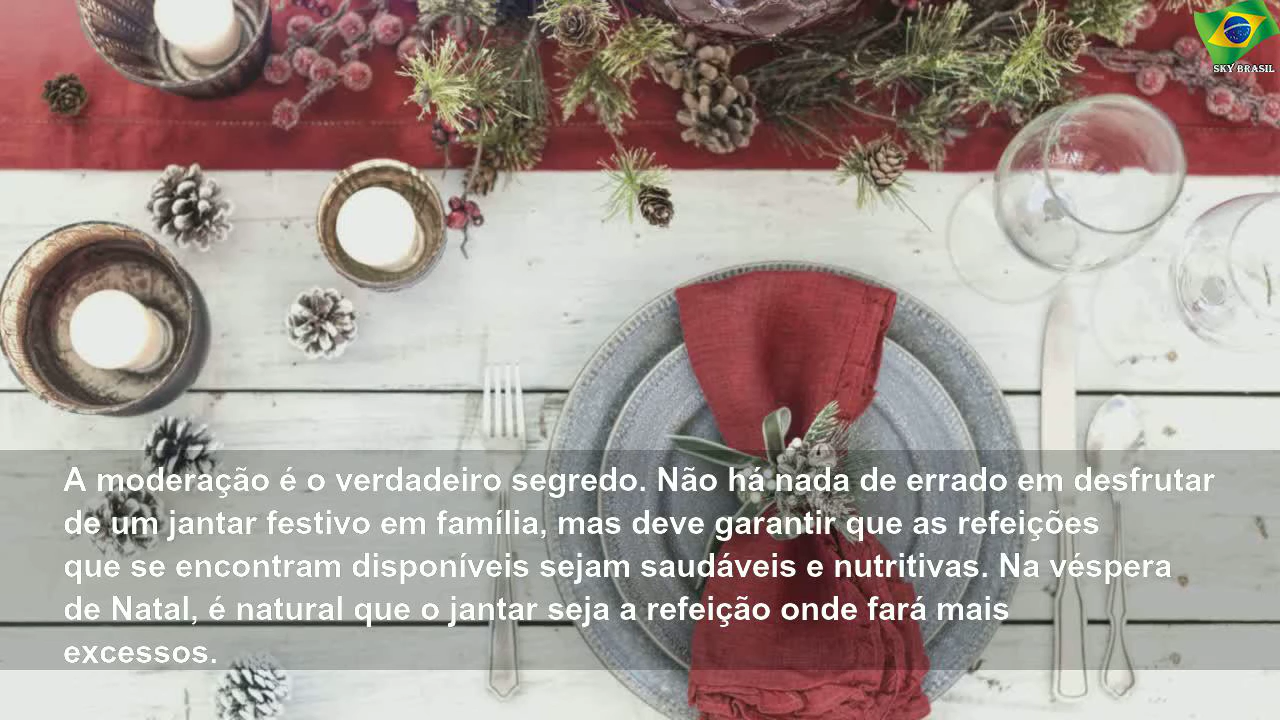 SKY BRASIL
A moderação é o verdadeiro segredo. Não há nada de errado em desfrutar
de um jantar festivo em família, mas deve garantir que as refeições
que se encontram disponíveis sejam saudáveis e nutritivas. Na véspera
de Natal, é natural que o jantar seja a refeição onde fará mais
excessos.